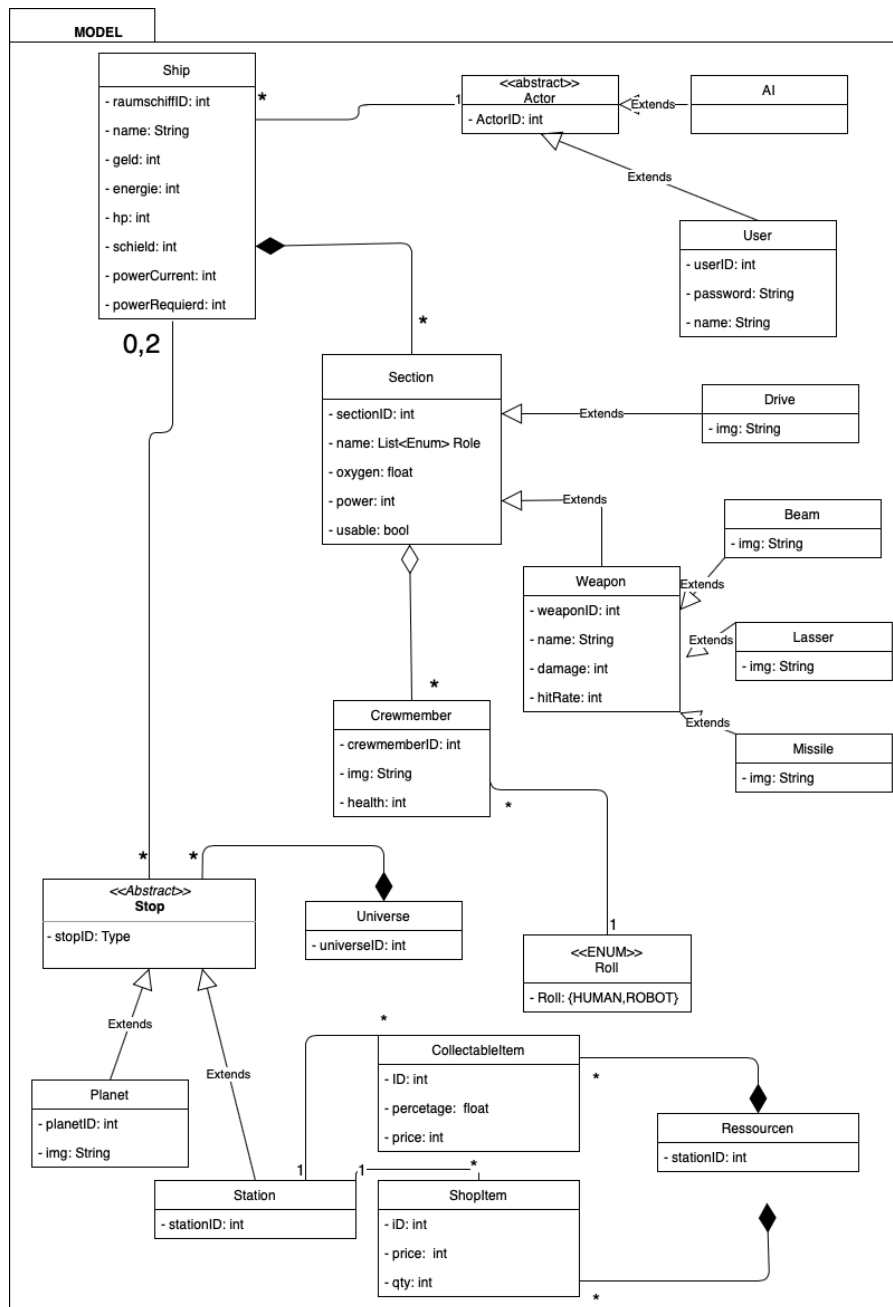 MODEL
Ship
- raumschiffID: int
- name: String
- geld: int
- energie: int
- hp: int
- schield: int
- powerCurrent: int
- powerRequierd: int
*
1
<<abstract>>
Actor
- ActorID: int
Extends
AI
Extends
User
- userID: int
- password: String
- name: String
0,2
*
Section
- sectionID: int
- name: List<Enum> Role
- oxygen: float
- power: int
- usable: bool
Extends
Drive
- img: String
Extends
Beam
- img: String
Weapon
- weaponID: int
- name: String
- damage: int
- hitRate: int
Extends
Extends
Lasser
- img: String
Extends
Missile
- img: String
*
Crewmember
- crewmemberID: int
- img: String
- health: int
*
1
*
*
<<Abstract>>
Stop
- stopID: Type
Universe
- universeID: int
<<ENUM>>
Roll
- Roll: {HUMAN,ROBOT}
Extends
Extends
Planet
- planetID: int
- img: String
*
CollectableItem
- ID: int
- percetage: float
- price: int
*
Ressourcen
- stationID: int
1
1
*
Station
- stationID: int
ShopItem
- iD: int
- price: int
- qty: int
*